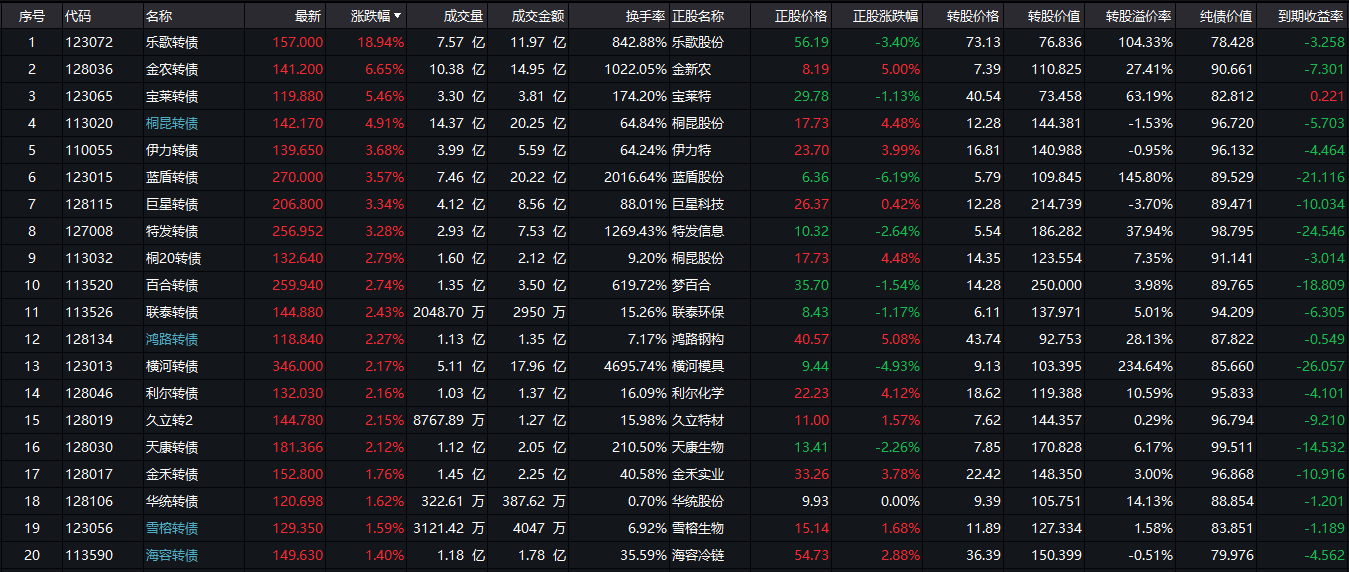 序号 代码 名称 最新 涨跌幅▼ 成交量 成交金额 换手率 正股名称 正股价格 正股涨跌幅 转股价格 转股价值 转股溢价率 纯债价值 到期收益率
1 123072 乐歌转债 157.000 18.94% 7.57 亿 11.97 亿 842.88% 乐歌股份 56.19 -3.40% 73.13 76.836 104.33% 78.428 -3.258
2 128036 金农转债 141.200 6.65% 10.38 亿 14.95 亿 1022.05% 金新农 8.19 5.00% 7.39 110.825 27.41% 90.661 -7.301
3 123065 宝莱转债 119.880 5.46% 3.30 亿 3.81 亿 174.20% 宝莱特 29.78 -1.13% 40.54 73.458 63.19% 82.812 0.221
4 113020 桐昆转债 142.170 4.91% 14.37 亿 20.25 亿 64.84% 桐昆股份 17.73 4.48% 12.28 144.381 -1.53% 96.720 -5.703
5 110055 伊力转债 139.650 3.68% 3.99 亿 5.59 亿 64.24% 伊力特 23.70 3.99% 16.81 140.988 -0.95% 96.132 -4.464
6 123015 蓝盾转债 270.000 3.57% 7.46 亿 20.22 亿 2016.64% 蓝盾股份 6.36 -6.19% 5.79 109.845 145.80% 89.529 -21.116
7 128115 巨星转债 206.800 3.34% 4.12 亿 8.56 亿 88.01% 巨星科技 26.37 0.42% 12.28 214.739 -3.70% 89.471 -10.034
8 127008 特发转债 256.952 3.28% 2.93 亿 7.53 亿 1269.43% 特发信息 10.32 -2.64% 5.54 186.282 37.94% 98.795 -24.546
9 113032 桐20转债 132.640 2.79% 1.60 亿 2.12 亿 9.20% 桐昆股份 17.73 4.48% 14.35 123.554 7.35% 91.141 -3.014
10 113520 百合转债 259.940 2.74% 1.35 亿 3.50 亿 619.72% 梦百合 35.70 -1.54% 14.28 250.000 3.98% 89.765 -18.809
11 113526 联泰转债 144.880 2.43% 2048.70 万 2950 万 15.26% 联泰环保 8.43 -1.17% 6.11 137.971 5.01% 94.209 -6.305
12 128134 鸿路转债 118.840 2.27% 1.13 亿 1.35 亿 7.17% 鸿路钢构 40.57 5.08% 43.74 92.753 28.13% 87.822 -0.549
13 123013 横河转债 346.000 2.17% 5.11 亿 17.96 亿 4695.74% 横河模具 9.44 -4.93% 9.13 103.395 234.64% 85.660 -26.057
14 128046 利尔转债 132.030 2.16% 1.03 亿 1.37 亿 16.09% 利尔化学 22.23 4.12% 18.62 119.388 10.59% 95.833 -4.101
15 128019 久立转2 144.780 2.15% 8767.89 万 1.27 亿 15.98% 久立特材 11.00 1.57% 7.62 144.357 0.29% 96.794 -9.210
16 128030 天康转债 181.366 2.12% 1.12 亿 2.05 亿 210.50% 天康生物 13.41 -2.26% 7.85 170.828 6.17% 99.511 -14.532
17 128017 金禾转债 152.800 1.76% 1.45 亿 2.25 亿 40.58% 金禾实业 33.26 3.78% 22.42 148.350 3.00% 96.868 -10.916
18 128106 华统转债 120.698 1.62% 322.61 万 387.62 万 0.70% 华统股份 9.93 0.00% 9.39 105.751 14.13% 88.854 -1.201
19 123056 雪榕转债 129.350 1.59% 3121.42 万 4047 万 6.92% 雪榕生物 15.14 1.68% 11.89 127.334 1.58% 83.851 -1.189
20 113590 海容转债 149.630 1.40% 1.18 亿 1.78 亿 35.59% 海容冷链 54.73 2.88% 36.39 150.399 -0.51% 79.976 -4.562